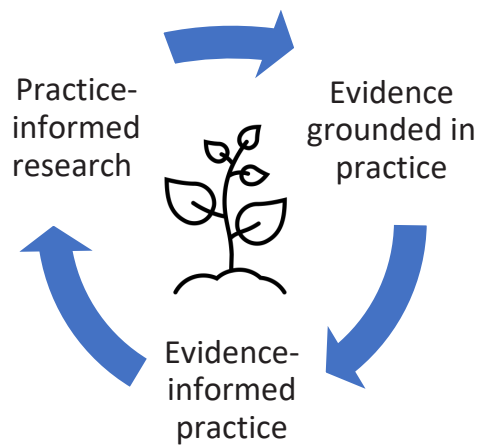 Practice-
informed
research
Evidence
grounded in
practice
Evidence-
informed
practice